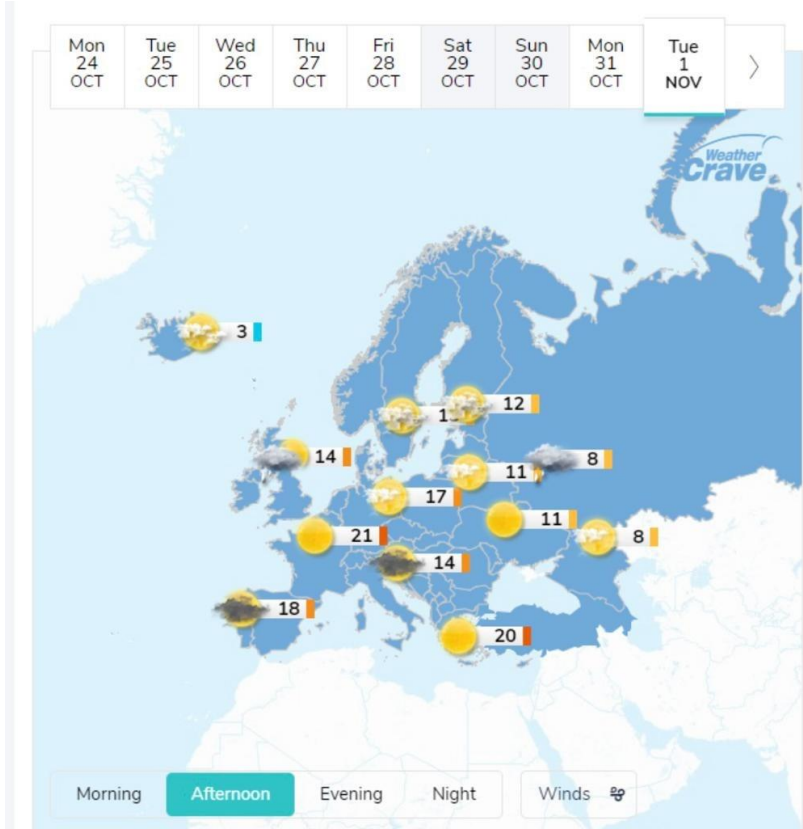 Mon Tue Wed Thu Fri Sat Sun Mon Tue
24 25 26 27 28 29 30 31 1
OCT OCT OCT OCT OCT OCT OCT OCT NOV
Weather
Crave
3
12
14
8
11
17
11
21
8
14
18
20
Morning Afternoon Evening Night Winds